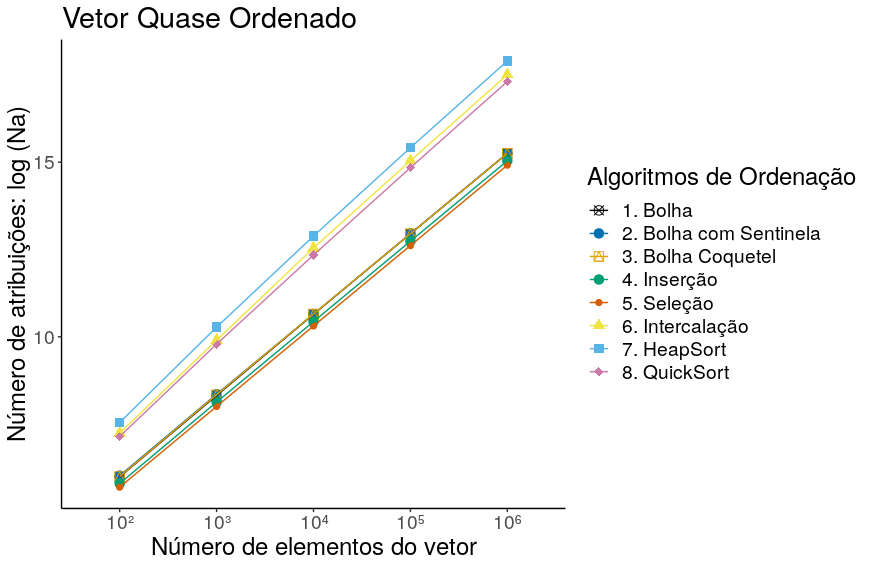 Vetor Quase Ordenado
Número de atribuições: log (Na)
15
10
10²
10³
10⁴
10⁵
10⁶
Número de elementos do vetor
Algoritmos de Ordenação
1. Bolha
2. Bolha com Sentinela
3. Bolha Coquetel
4. Inserção
5. Seleção
6. Intercalação
7. HeapSort
8. QuickSort